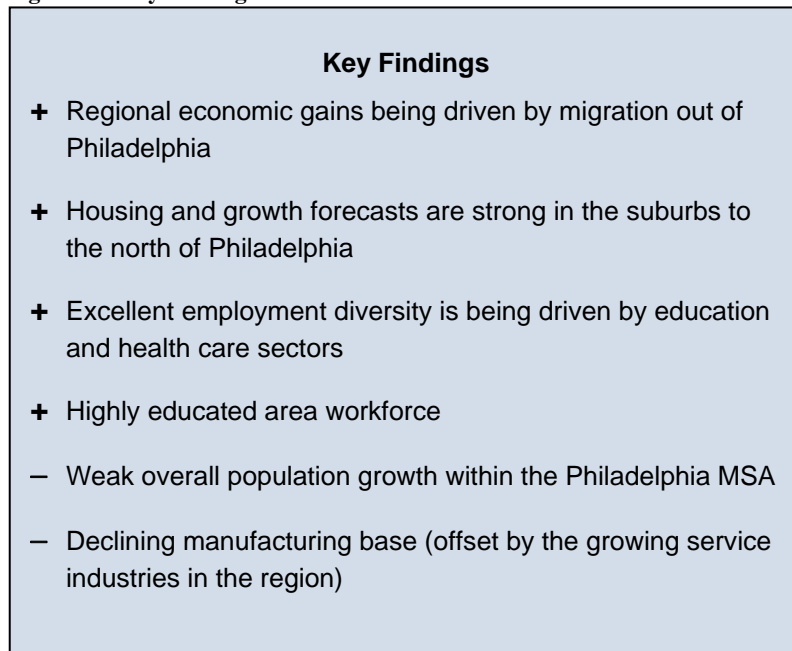 Key Findings
+ Regional economic gains being driven by migration out of
Philadelphia
+ Housing and growth forecasts are strong in the suburbs to
the north of Philadelphia
+ Excellent employment diversity is being driven by education
and health care sectors
+ Highly educated area workforce
– Weak overall population growth within the Philadelphia MSA
– Declining manufacturing base (offset by the growing service
industries in the region)